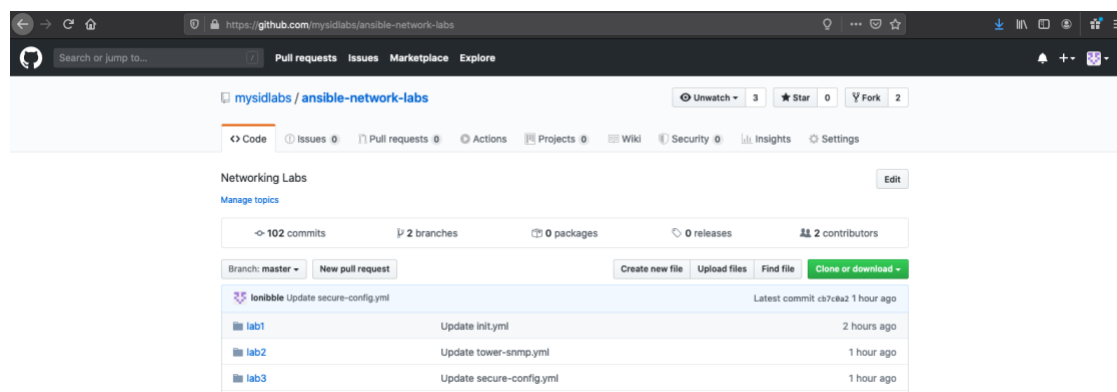 https://github.com/mysidlabs/ansible-network-labs
Search or jump to... / Pull requests Issues Marketplace Explore
mysidlabs / ansible-network-labs Unwatch 3 Star 0 Fork 2
Code Issues 0 Pull requests 0 Actions Projects 0 Wiki Security 0 Insights Settings
Networking Labs Edit
Manage topics
102 commits 2 branches 0 packages 0 releases 2 contributors
Branch: master New pull request Create new file Upload files Find file Clone or download
lonibble Update secure-config.yml Latest commit cb7c0a2 1 hour ago
lab1 Update init.yml 2 hours ago
lab2 Update tower-snmp.yml 1 hour ago
lab3 Update secure-config.yml 1 hour ago